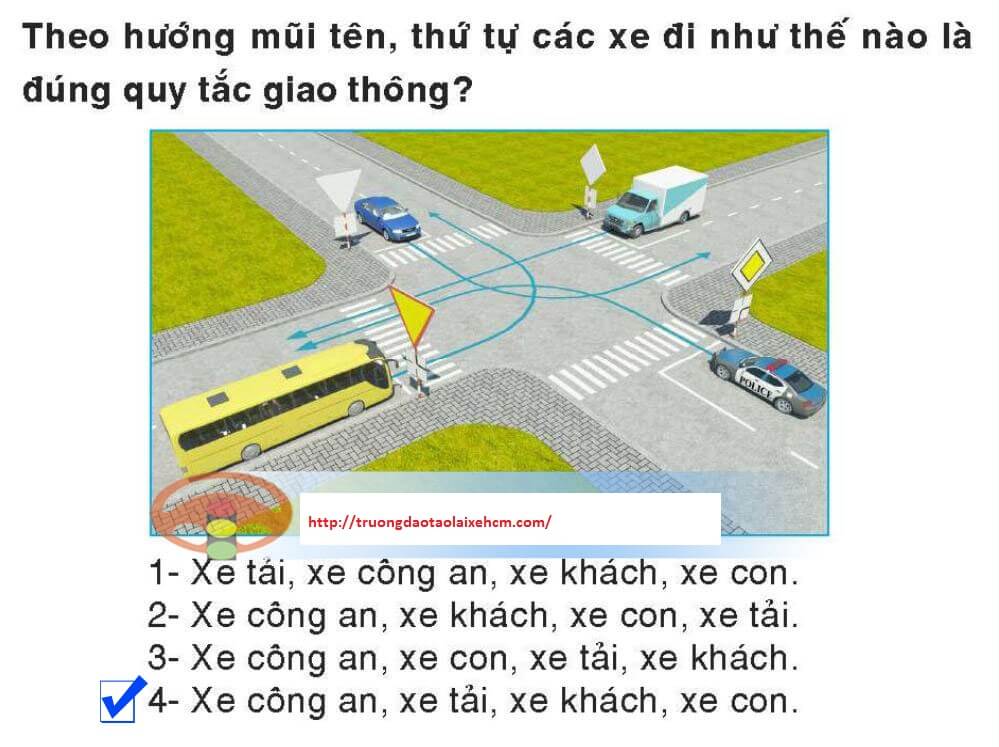 Theo hướng mũi tên, thứ tự các xe đi như thế nào là
đúng quy tắc giao thông?
POLICE
http://truongdaotaolaixehcm.com/
1- Xe tải, xe công an, xe khách, xe con.
2- Xe công an, xe khách, xe con, xe tải.
3- Xe công an, xe con, xe tải, xe khách.
4- Xe công an, xe tải, xe khách, xe con.